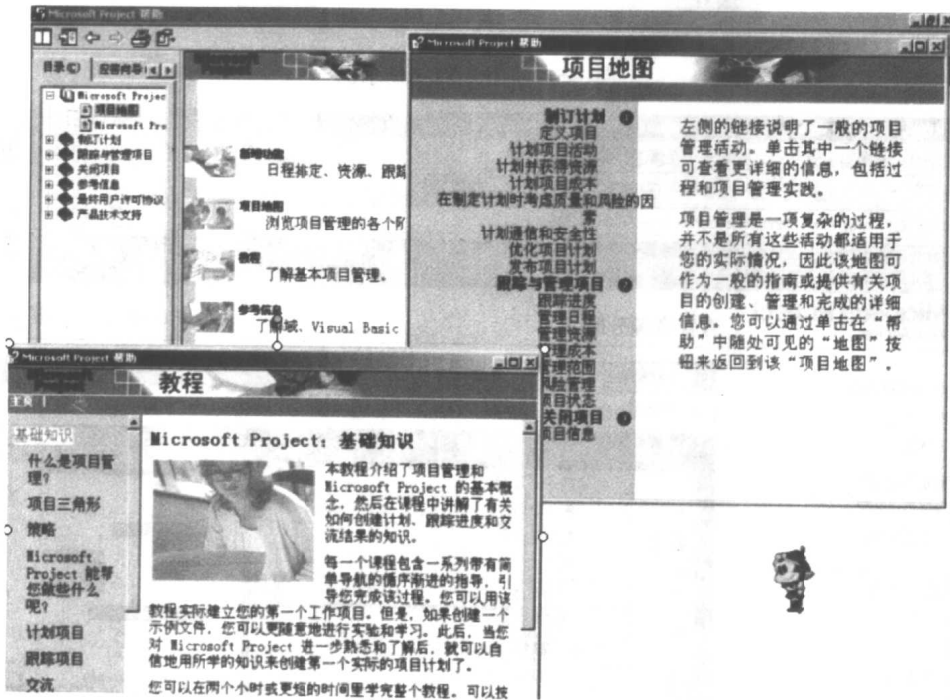 Microsoft Project 帮助
目录(C)
应答向导
Microsoft Projec
项目地图
Microsoft Pro
制订计划
跟踪与管理项目
关闭项目
参考信息
最终用户许可协议
产品技术支持
新增功能
日程排定、资源、跟踪
项目地图
浏览项目管理的各个阶
教程
了解基本项目管理。
参考信息
了解域、Visual Basic
Microsoft Project 帮助
项目地图
制订计划
定义项目
计划项目活动
计划并获得资源
计划项目成本
在制定计划时考虑质量和风险的因
素
计划通信和安全性
优化项目计划
发布项目计划
跟踪与管理项目
跟踪进度
管理日程
管理资源
管理成本
管理范围
风险管理
项目状态
关闭项目
项目信息
左侧的链接说明了一般的项目
管理活动。单击其中一个链接
可查看更详细的信息，包括过
程和项目管理实践。
项目管理是一项复杂的过程，
并不是所有这些活动都适用于
您的实际情况，因此该地图可
作为一般的指南或提供有关项
目的创建、管理和完成的详细
信息。您可以通过单击在“帮
助”中随处可见的“地图”按
钮来返回到该“项目地图”。
Microsoft Project 帮助
教程
主页
基础知识
什么是项目管
理?
项目三角形
策略
Microsoft
Project 能帮
您做些什么
呢?
计划项目
跟踪项目
交流
Microsoft Project: 基础知识
本教程介绍了项目管理和
Microsoft Project 的基本概
念，然后在课程中讲解了有关
如何创建计划、跟踪进度和交
流结果的知识。
每一个课程包含一系列带有简
单导航的循序渐进的指导，引
导您完成该过程。您可以用该
教程实际建立您的第一个工作项目。但是，如果创建一个
示例文件，您可以更随意地进行实验和学习。此后，当您
对 Microsoft Project 进一步熟悉和了解后，就可以自
信地用所学的知识来创建第一个实际的项目计划了。
您可以在两个小时或更短的时间里学完整个教程。可以按